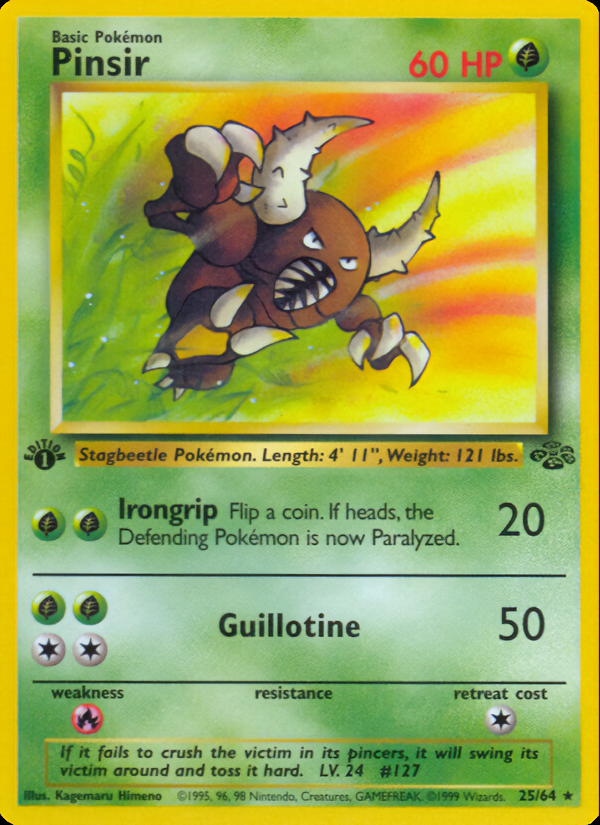 Basic Pokémon
Pinsir
60 HP
EDITION
1
Stagbeetle Pokémon. Length: 4' 11", Weight: 121 lbs.
Irongrip Flip a coin. If heads, the
Defending Pokémon is now Paralyzed.
20
Guillotine
50
weakness
resistance
retreat cost
If it fails to crush the victim in its pincers, it will swing its
victim around and toss it hard. LV. 24 #127
Illus. Kagemaru Himeno ©1995, 96, 98 Nintendo, Creatures, GAMEFREAK. ©1999 Wizards. 25/64 ★